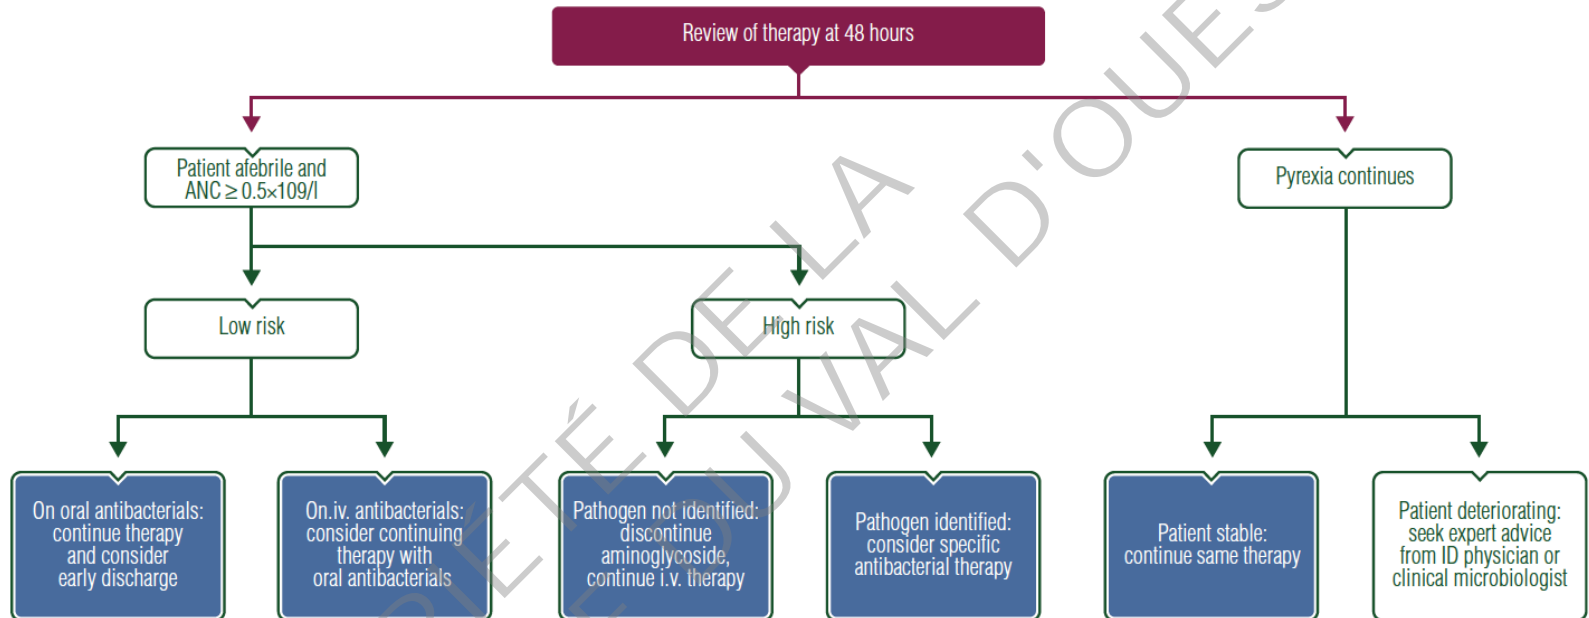 Review of therapy at 48 hours
Patient afebrile and
ANC ≥ 0.5×109/l
Pyrexia continues
Low risk
High risk
On oral antibacterials:
continue therapy
and consider
early discharge
On.iv. antibacterials:
consider continuing
therapy with
oral antibacterials
Pathogen not identified:
discontinue
aminoglycoside,
continue i.v. therapy
Pathogen identified:
consider specific
antibacterial therapy
Patient stable:
continue same therapy
Patient deteriorating:
seek expert advice
from ID physician or
clinical microbiologist
DE LA
DU VAL D'OUES